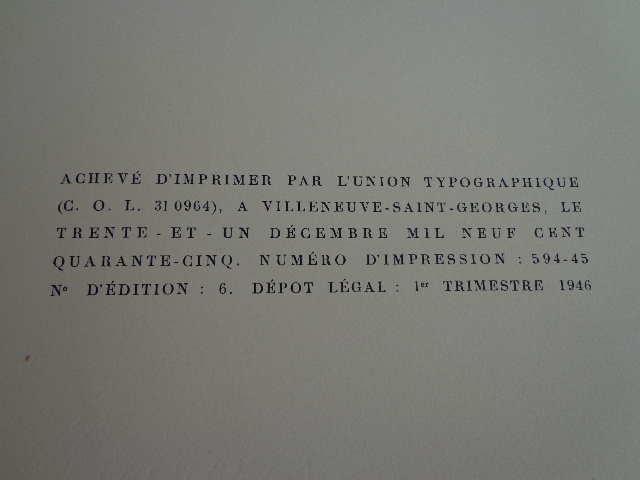 ACHEVÉ D'IMPRIMER PAR L'UNION TYPOGRAPHIQUE
(C. O. L. 31 0964), A VILLENEUVE-SAINT-GEORGES, LE
TRENTE - ET - UN DÉCEMBRE MIL NEUF CENT
QUARANTE-CINQ. NUMÉRO D'IMPRESSION : 594-45
Nº D'ÉDITION : 6. DÉPOT LÉGAL : 1er TRIMESTRE 1946